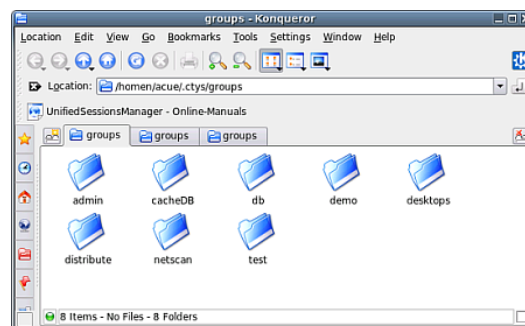 groups - Konqueror
Location Edit View Go Bookmarks Tools Settings Window Help
Location: /homen/acue/.ctys/groups
UnifiedSessionsManager - Online-Manuals
groups groups groups
admin cacheDB db demo desktops
distribute netscan test
8 Items - No Files - 8 Folders